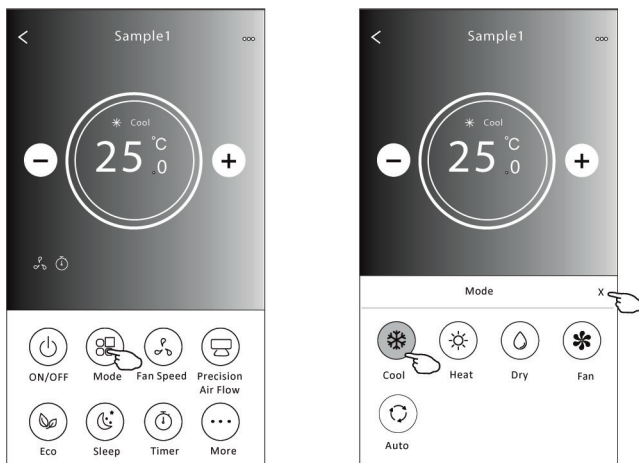 Sample1
Cool
25.0 °C
ON/OFF
Mode
Fan Speed
Precision Air Flow
Eco
Sleep
Timer
More
Sample1
Cool
25.0 °C
Mode
X
Cool
Heat
Dry
Fan
Auto